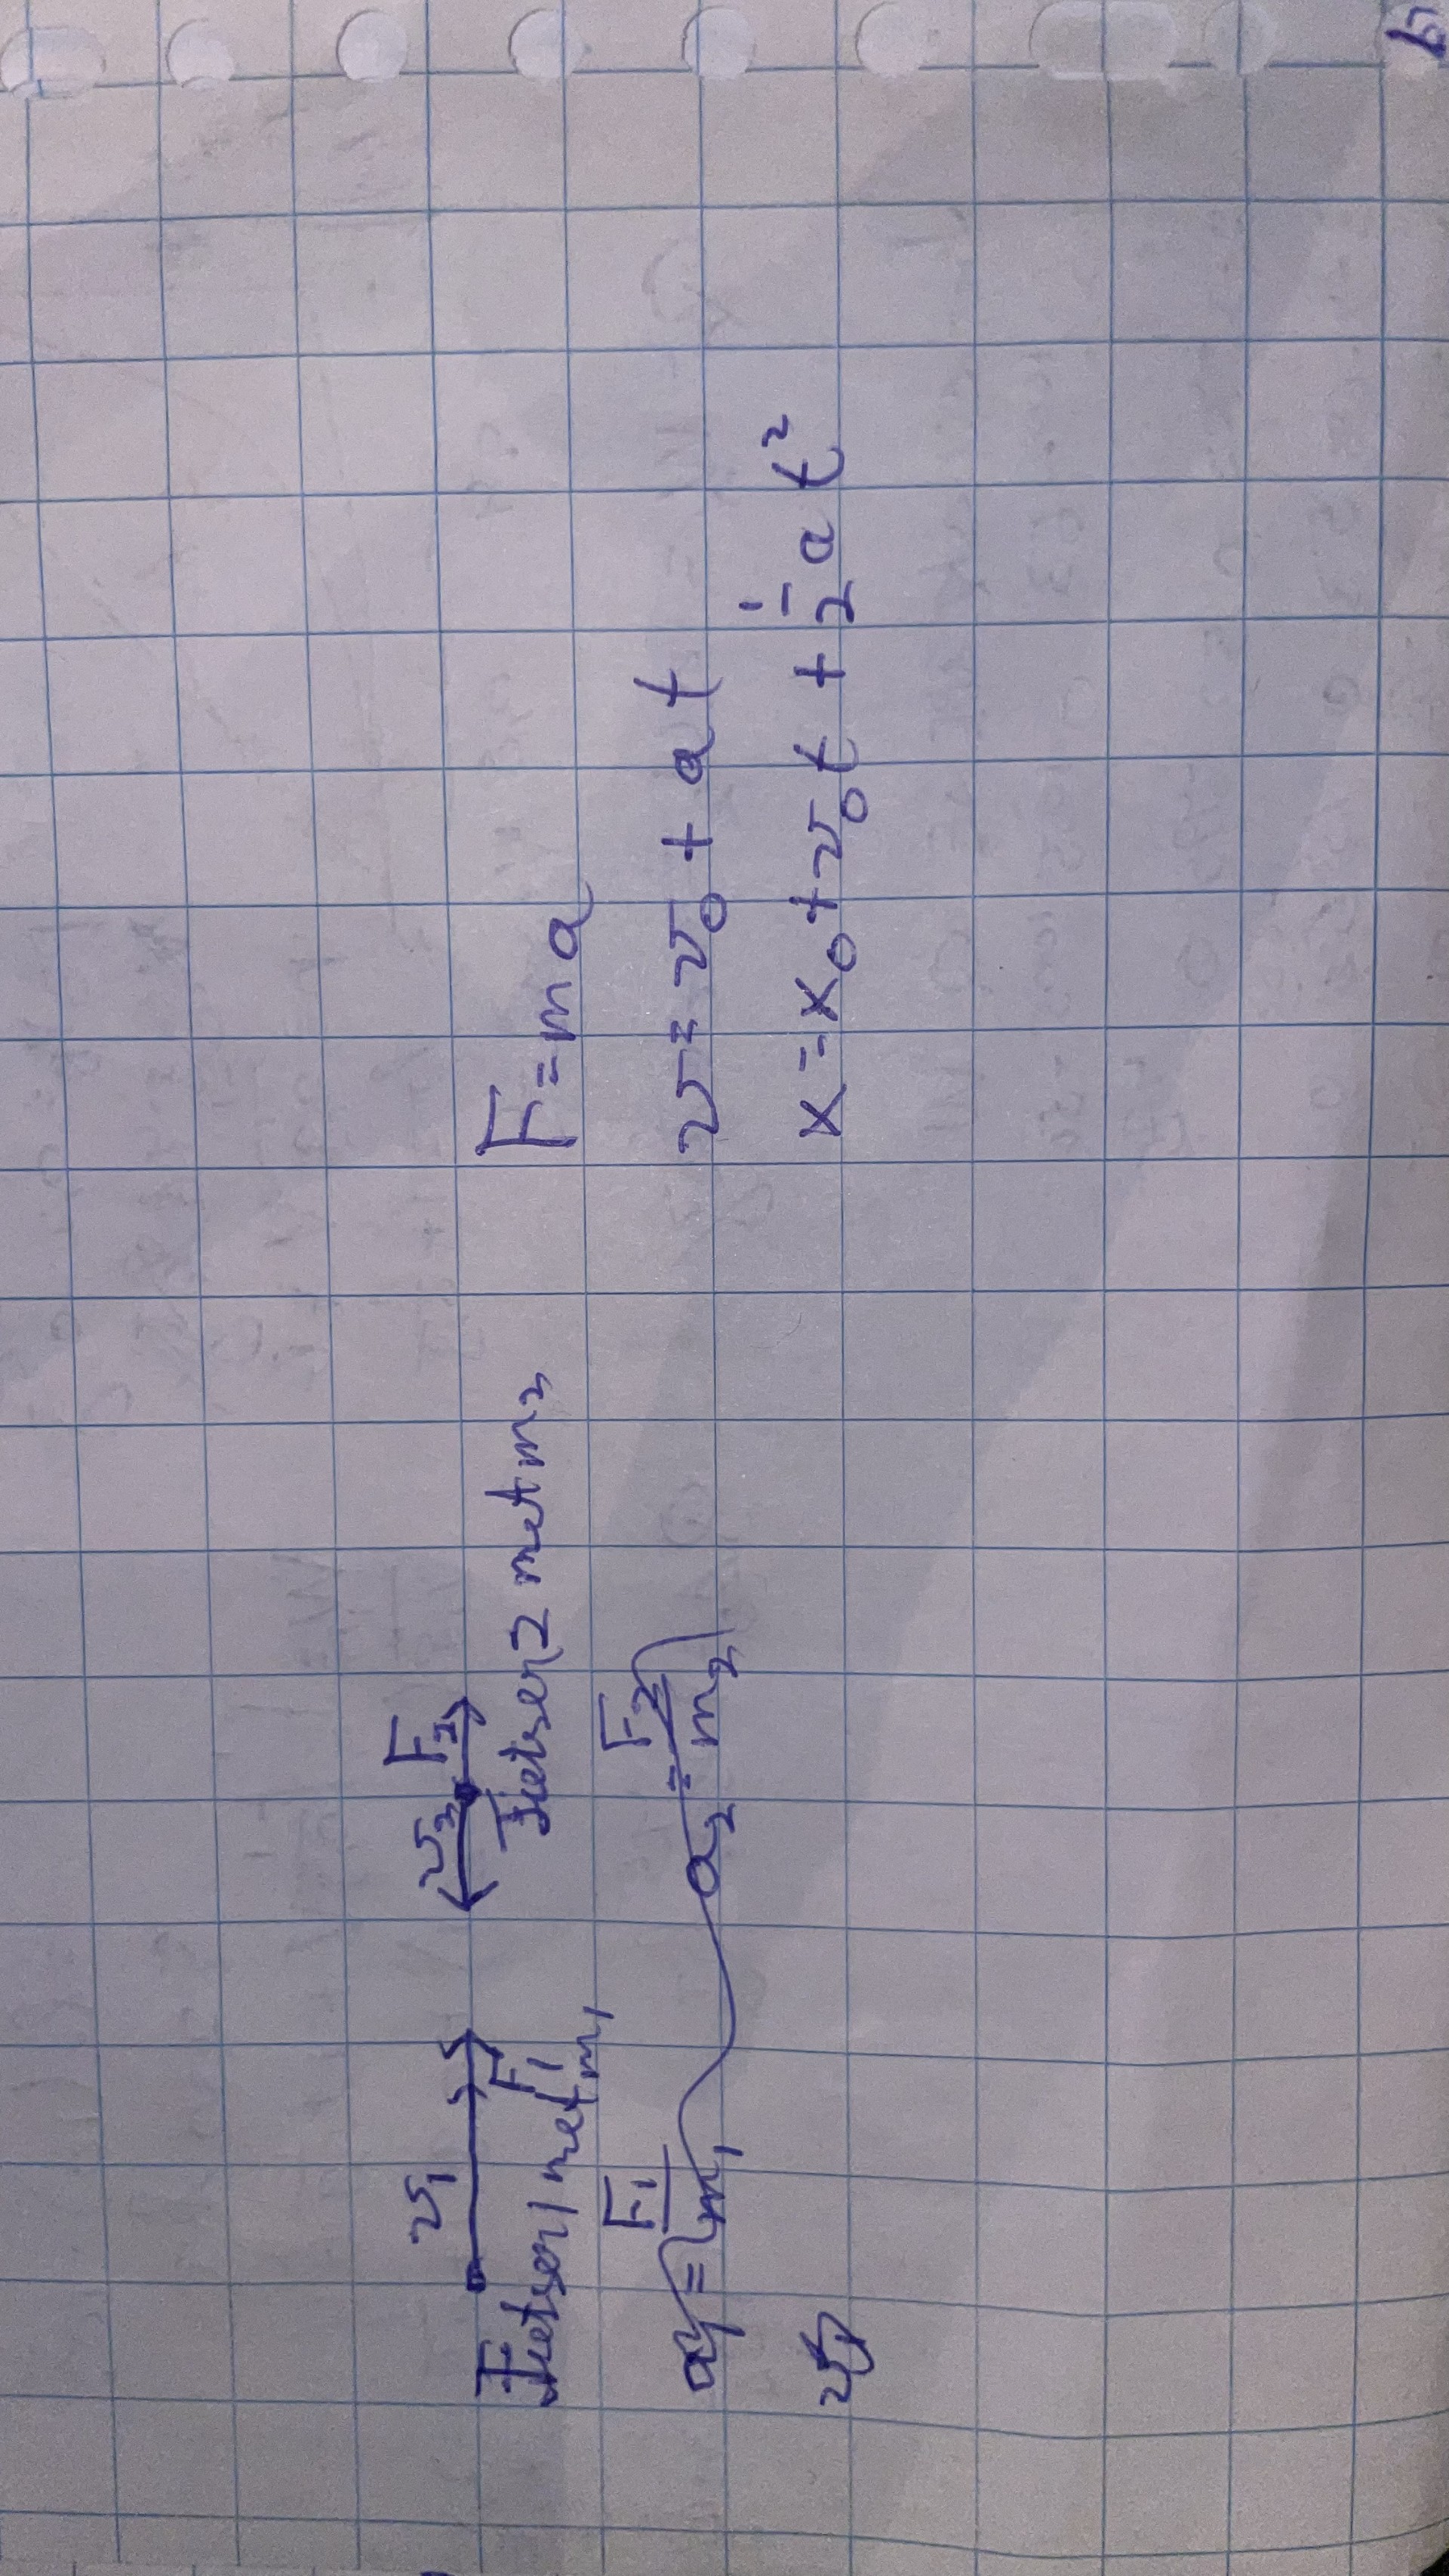 v₁
F₁
Fietser 1 met m₁
v₂ F₂
Fietser 2 met m₂
a₁ = F₁/m₁
a₂ = F₂/m₂
F = m a
v = v₀ + a t
x = x₀ + v₀ t + 1/2 a t²